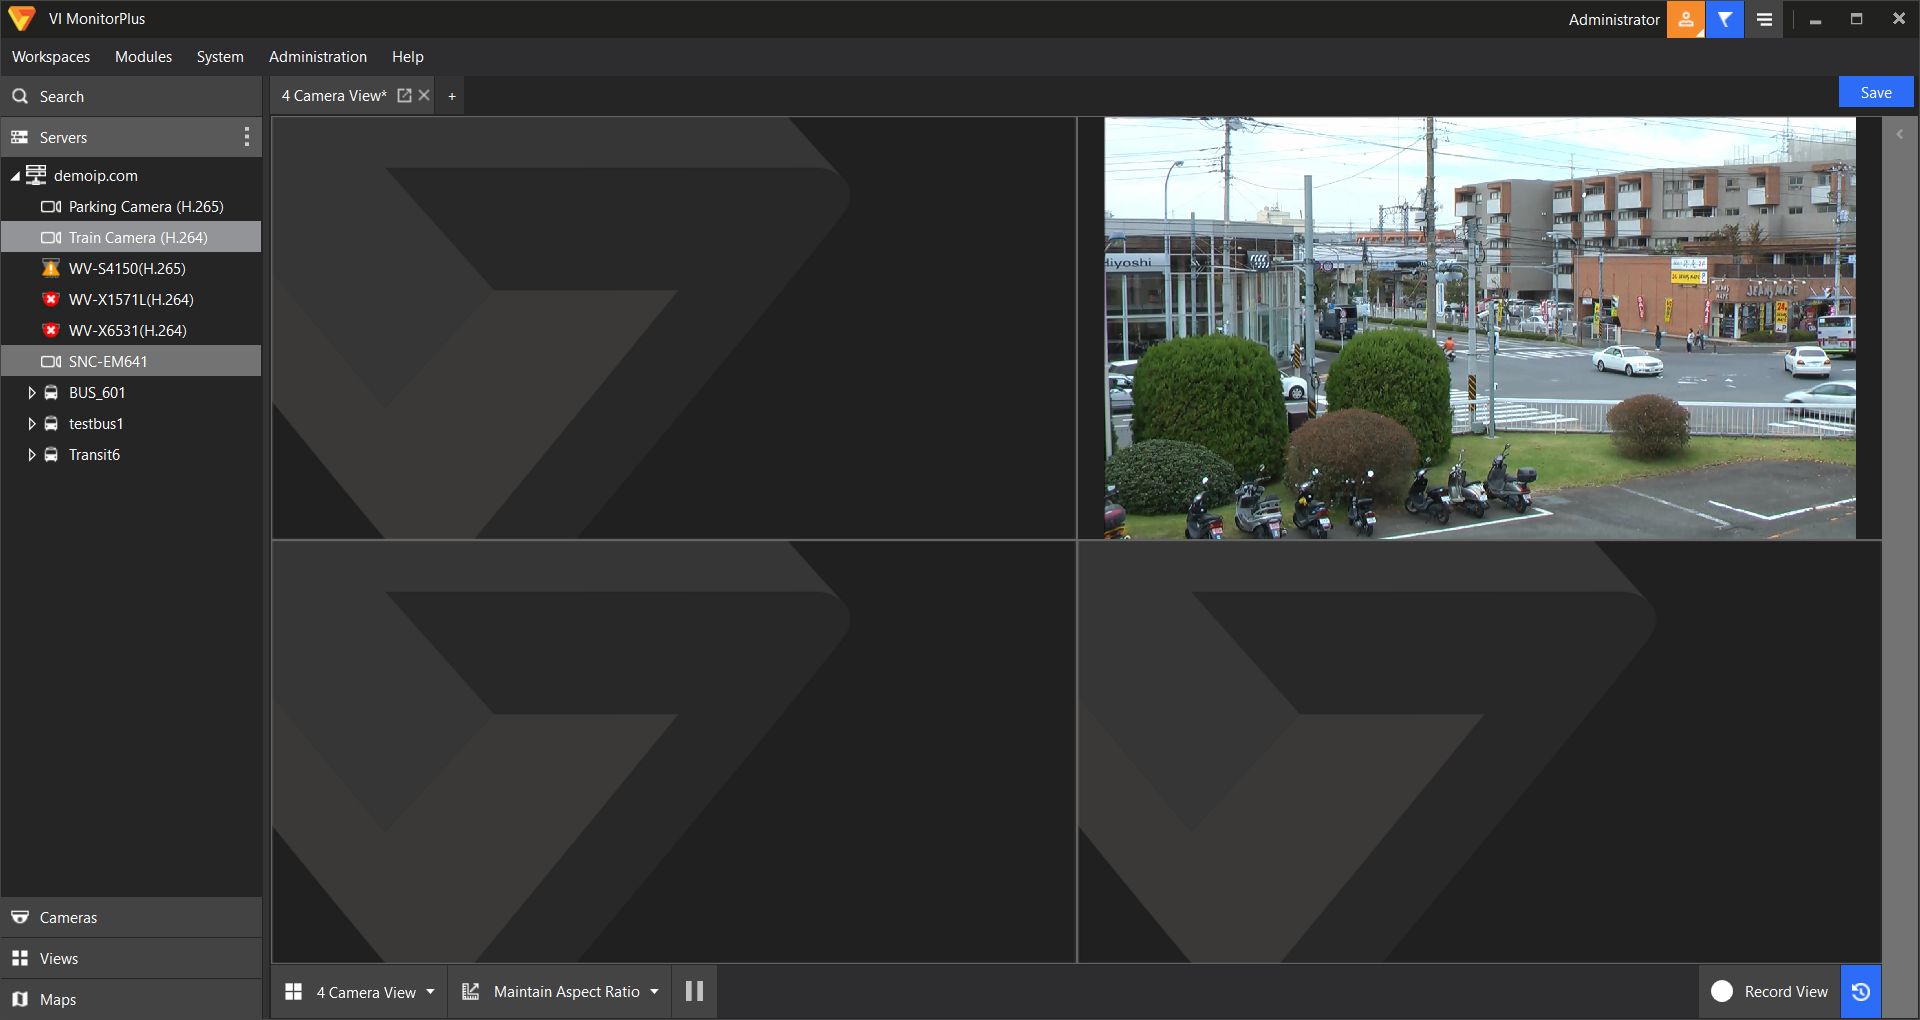 VI MonitorPlus
Administrator
Workspaces Modules System Administration Help
Search
4 Camera View*
+
Save
Servers
demoip.com
Parking Camera (H.265)
Train Camera (H.264)
WV-S4150(H.265)
WV-X1571L(H.264)
WV-X6531(H.264)
SNC-EM641
BUS_601
testbus1
Transit6
Hiyoshi
JEANS MATE
Cameras
Views
Maps
4 Camera View
Maintain Aspect Ratio
Record View